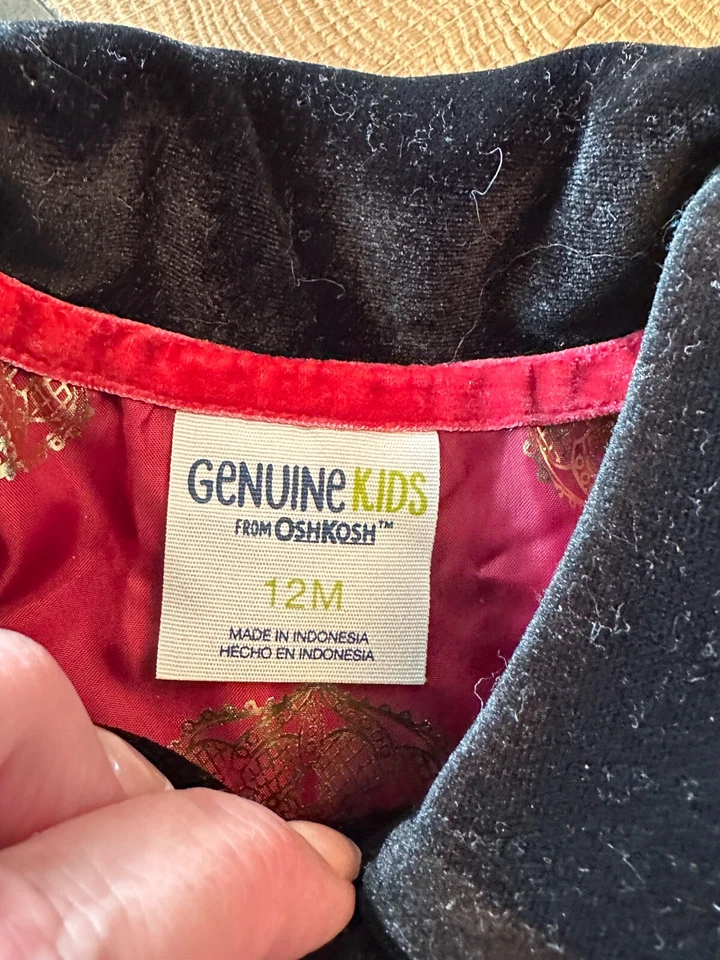 GENUINE KIDS
FROM OSHKOSH™
12M
MADE IN INDONESIA
HECHO EN INDONESIA